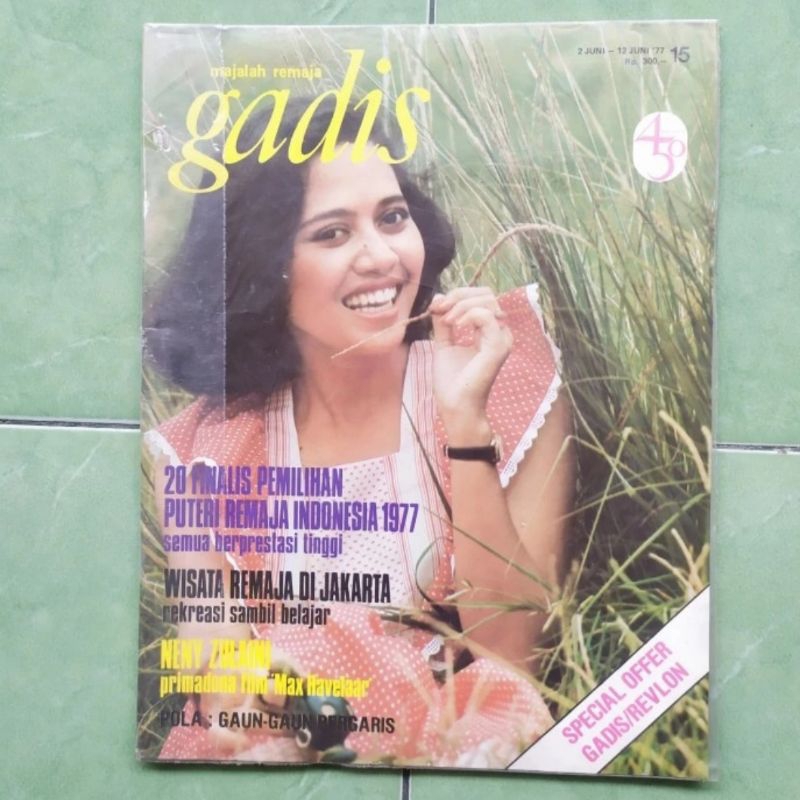 majalah remaja
gadis
2 JUNI – 12 JUNI '77
Rp. 300,– 15
450
20 FINALIS PEMILIHAN
PUTERI REMAJA INDONESIA 1977
semua berprestasi tinggi
WISATA REMAJA DI JAKARTA
rekreasi sambil belajar
NENY ZULAINI
primadona film "Max Havelaar"
POLA : GAUN-GAUN BERGARIS
SPECIAL OFFER
GADIS/REVLON